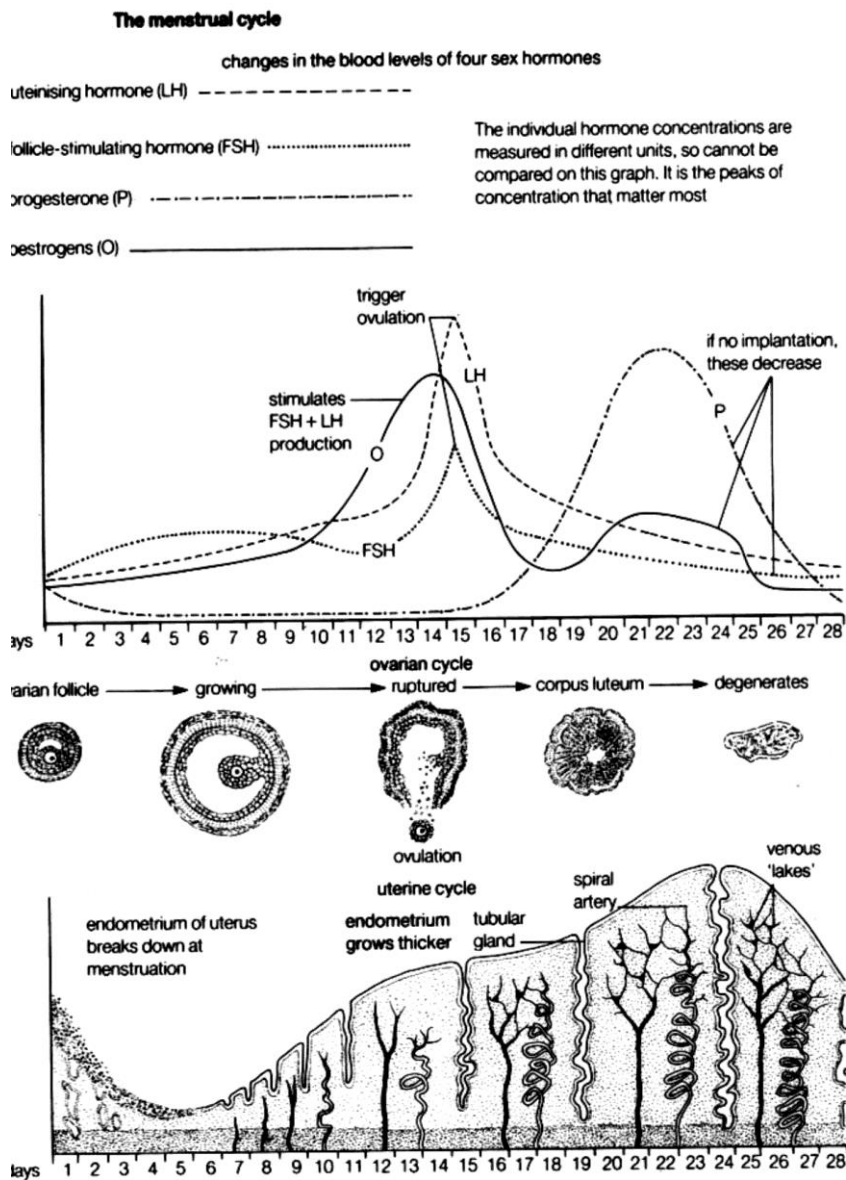 The menstrual cycle
changes in the blood levels of four sex hormones
uteinising hormone (LH)
ollicle-stimulating hormone (FSH)
progesterone (P)
oestrogens (O)
The individual hormone concentrations are
measured in different units, so cannot be
compared on this graph. It is the peaks of
concentration that matter most
trigger
ovulation
if no implantation,
these decrease
stimulates
FSH + LH
production
LH
P
O
FSH
ays 1 2 3 4 5 6 7 8 9 10 11 12 13 14 15 16 17 18 19 20 21 22 24 25 26 27 28
ovarian cycle
varian follicle growing ruptured corpus luteum degenerates
ovulation
uterine cycle
venous
'lakes'
spiral
artery
endometrium of uterus
breaks down at
menstruation
endometrium
grows thicker
tubular
gland
days 1 2 3 4 5 6 7 8 9 10 11 12 13 14 15 16 17 18 19 20 21 22 23 24 25 26 27 28